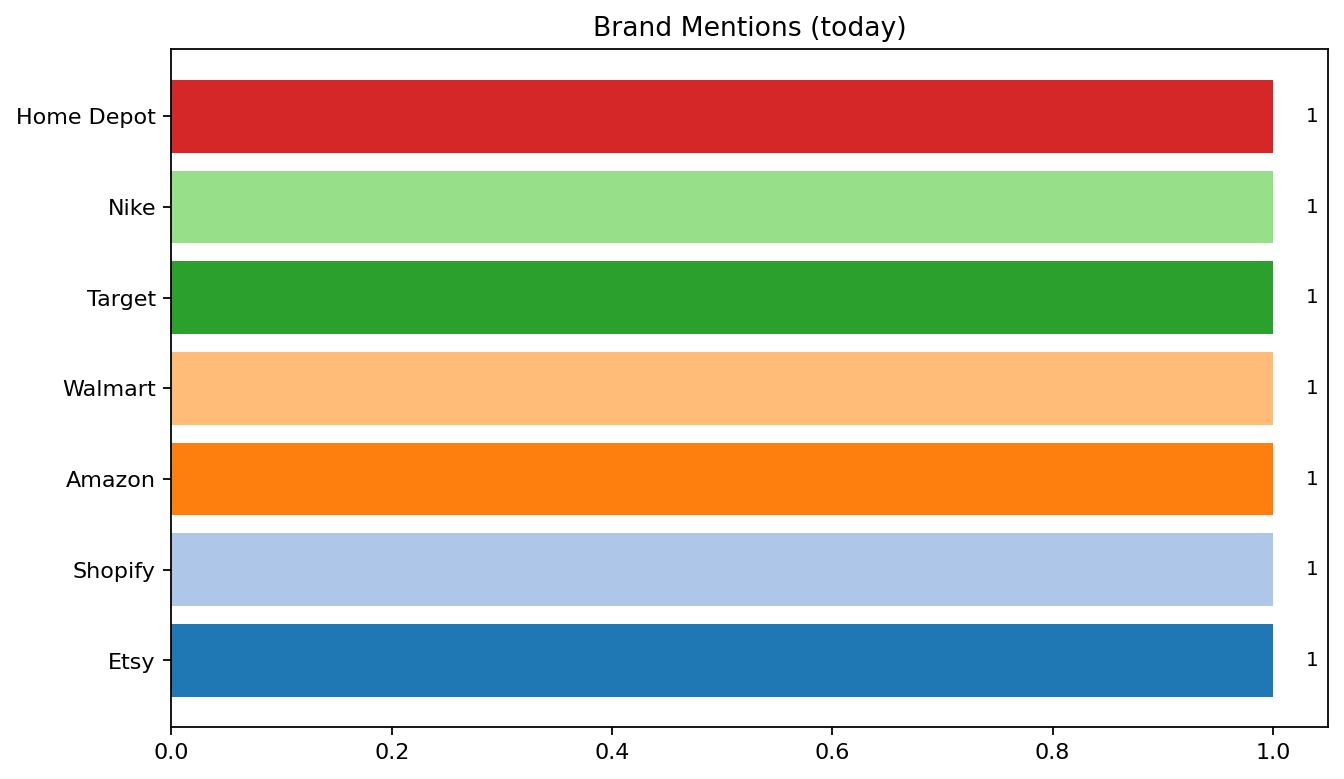 Brand Mentions (today)
Home Depot 1
Nike 1
Target 1
Walmart 1
Amazon 1
Shopify 1
Etsy 1
0.0 0.2 0.4 0.6 0.8 1.0